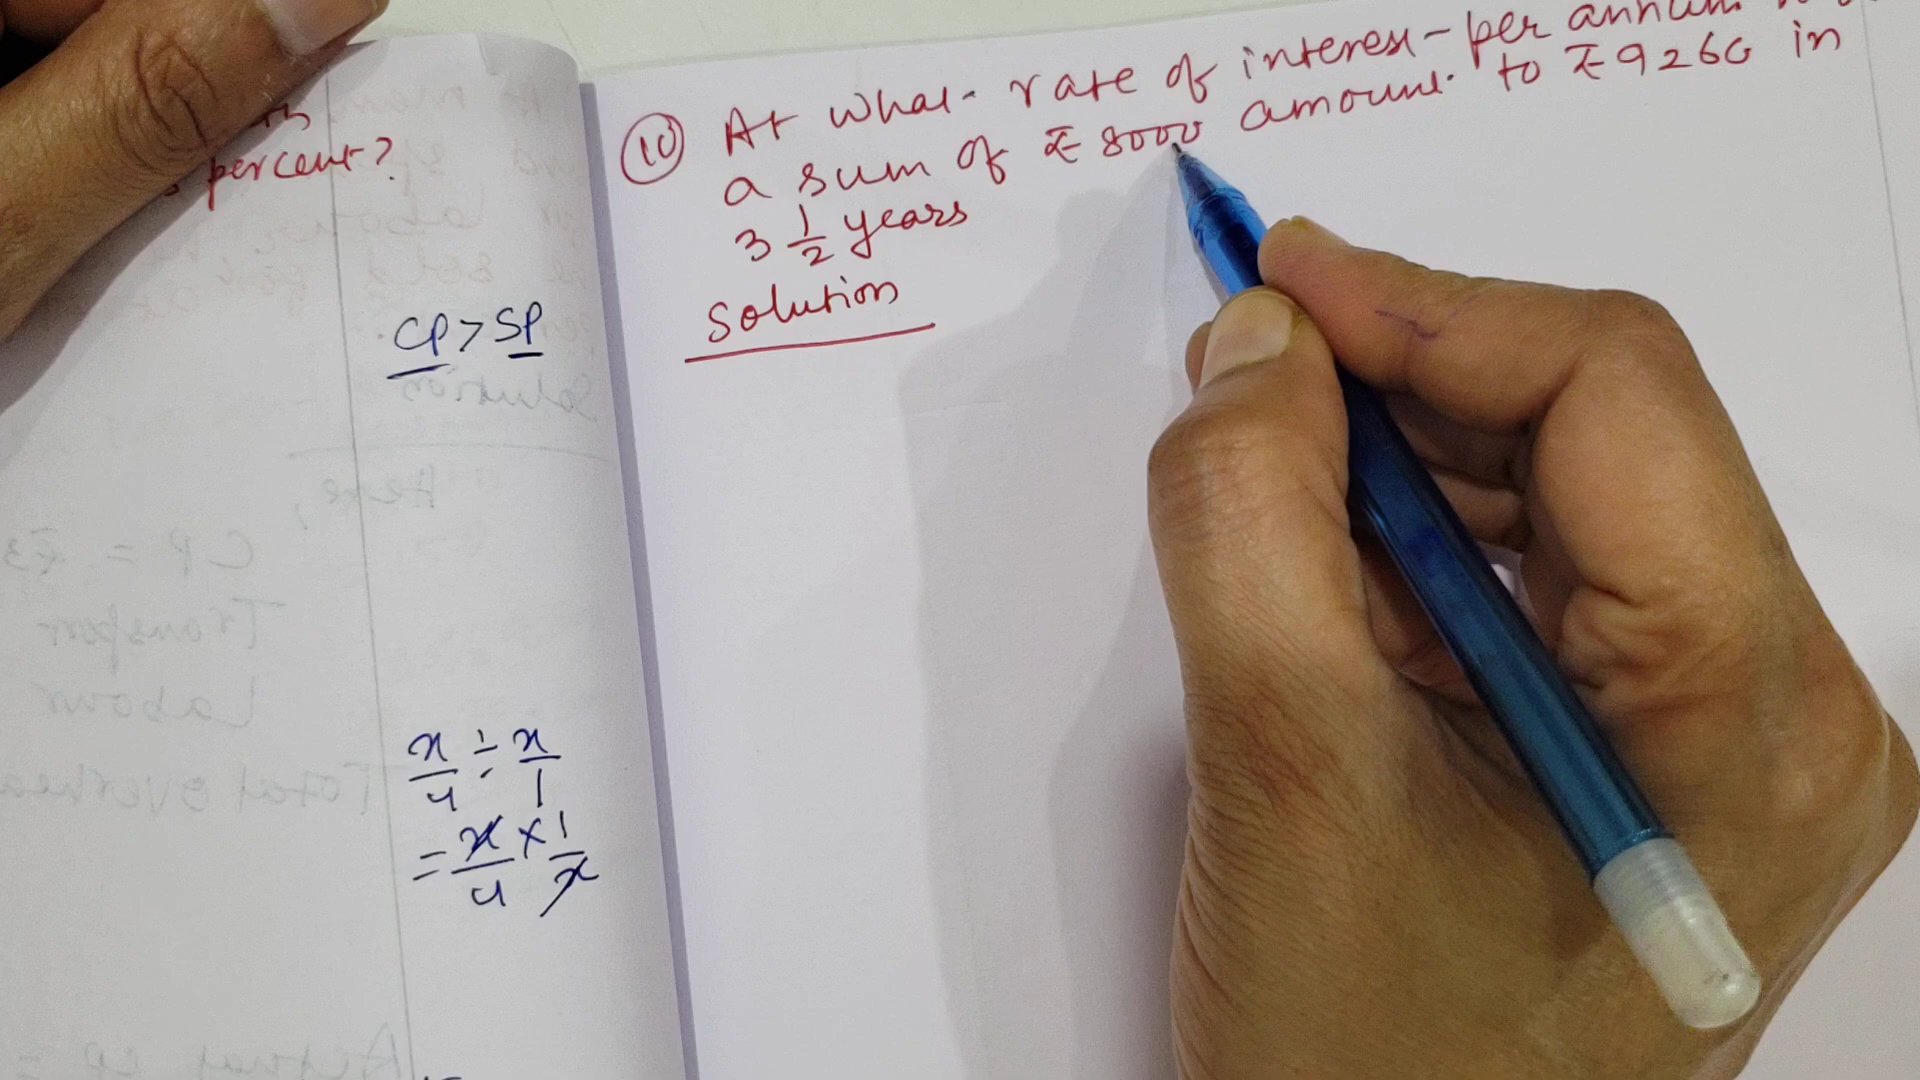 percent?
CP > SP
x/4 ÷ x/1
= x/4 × 1/x
(10) At what rate of interest per annum
a sum of ₹ 8000 amount to ₹ 9260 in
3 1/2 years
Solution